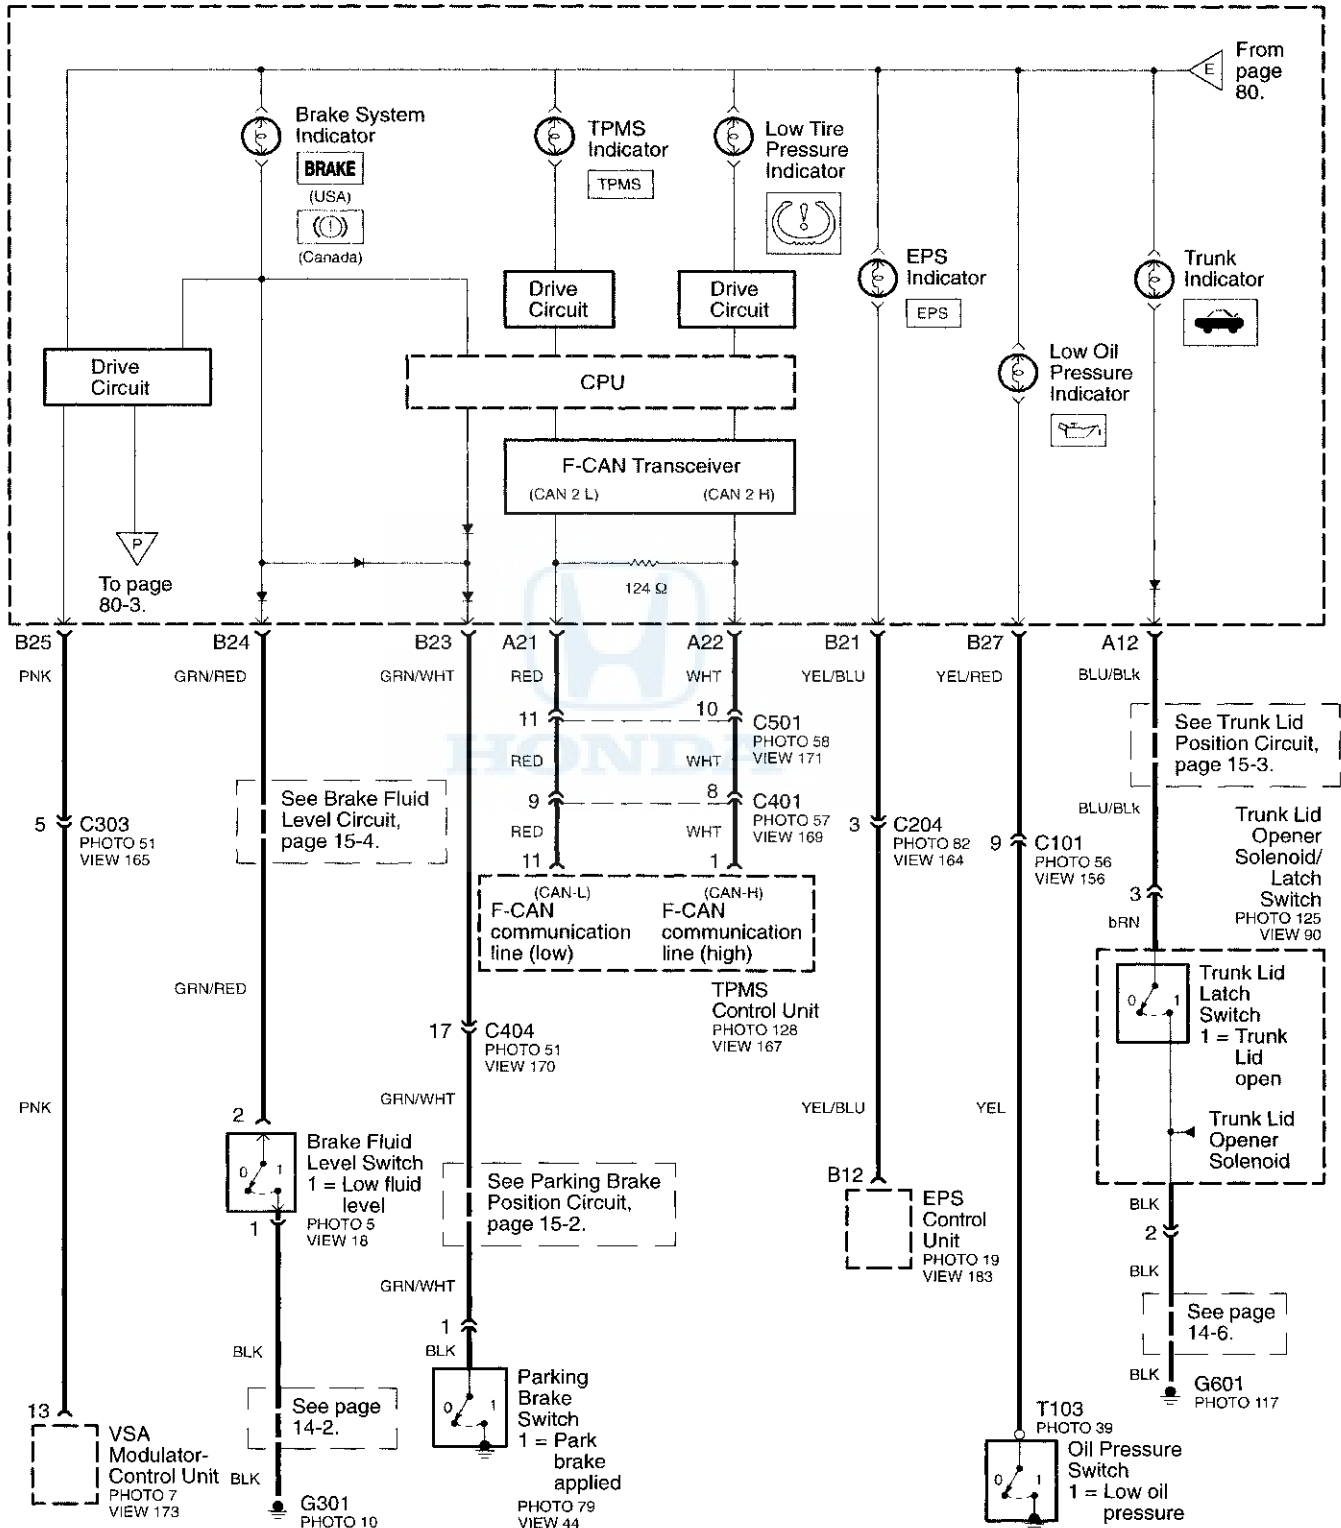 From
page
80.
E
Brake System
Indicator
BRAKE
(USA)
(Canada)
TPMS
Indicator
TPMS
Low Tire
Pressure
Indicator
EPS
Indicator
EPS
Trunk
Indicator
Low Oil
Pressure
Indicator
Drive
Circuit
Drive
Circuit
Drive
Circuit
CPU
F-CAN Transceiver
(CAN 2 L) (CAN 2 H)
P
To page
80-3.
124 Ω
B25 B24 B23 A21 A22 B21 B27 A12
PNK GRN/RED GRN/WHT RED WHT YEL/BLU YEL/RED BLU/BLk
HONDA
11 10 C501
PHOTO 58
VIEW 171
RED WHT
9 8 C401
PHOTO 57
VIEW 169
RED WHT
11 1
(CAN-L) (CAN-H)
F-CAN
communication
line (low)
F-CAN
communication
line (high)
TPMS
Control Unit
PHOTO 128
VIEW 167
See Trunk Lid
Position Circuit,
page 15-3.
BLU/BLk
Trunk Lid
Opener
Solenoid/
Latch
Switch
PHOTO 125
VIEW 90
3
bRN
See Brake Fluid
Level Circuit,
page 15-4.
5 C303
PHOTO 51
VIEW 165
3 C204
PHOTO 82
VIEW 164
9 C101
PHOTO 56
VIEW 156
0 1
Trunk Lid
Latch
Switch
1 = Trunk
Lid
open
Trunk Lid
Opener
Solenoid
GRN/RED
17 C404
PHOTO 51
VIEW 170
GRN/WHT
PNK
YEL/BLU
YEL
2
0 1
Brake Fluid
Level Switch
1 = Low fluid
level
PHOTO 5
VIEW 18
1
See Parking Brake
Position Circuit,
page 15-2.
B12
EPS
Control
Unit
PHOTO 19
VIEW 183
BLK
2
BLK
See page
14-6.
BLK
G601
PHOTO 117
GRN/WHT
1
BLK
BLK
See page
14-2.
BLK
G301
PHOTO 10
0 1
Parking
Brake
Switch
1 = Park
brake
applied
PHOTO 79
VIEW 44
13
VSA
Modulator-
Control Unit
PHOTO 7
VIEW 173
T103
PHOTO 39
0 1
Oil Pressure
Switch
1 = Low oil
pressure